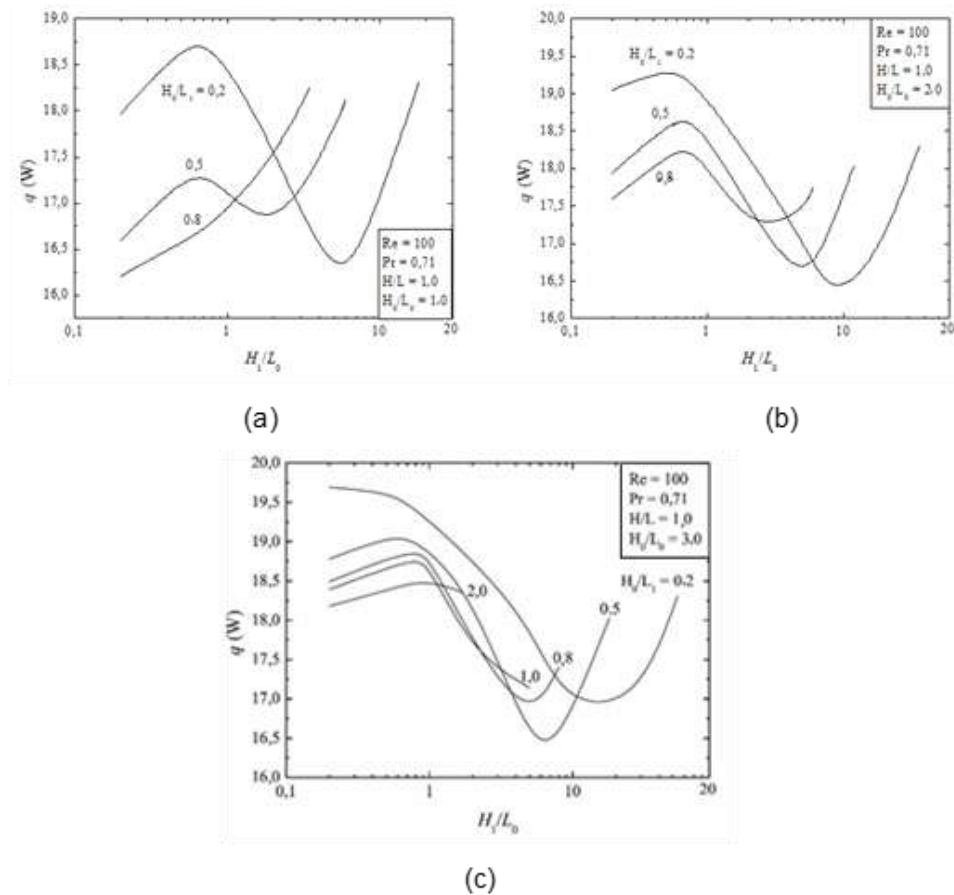 19,0
18,5
18,0
17,5
17,0
16,5
16,0
q (W)
H₀/L₁ = 0,2
0,5
0.8
Re = 100
Pr = 0,71
H/L = 1.0
H₀/L₀ = 1.0
0,1 1 10 20
H₁/L₀
(a)
20,0
19,5
19,0
18,5
18,0
17,5
17,0
16,5
16,0
q (W)
H₀/L₁ = 0.2
0,5
0,8
Re = 100
Pr = 0,71
H/L = 1,0
H₀/L₀ = 2.0
0,1 1 10 20
H₁/L₀
(b)
20,0
19,5
19,0
18,5
18,0
17,5
17,0
16,5
16,0
q (W)
Re = 100
Pr = 0,71
H/L = 1,0
H₀/L₀ = 3.0
H₀/L₁ = 0.2
0.5
0,8
1,0
2,0
0,1 1 10 20
H₁/L₀
(c)